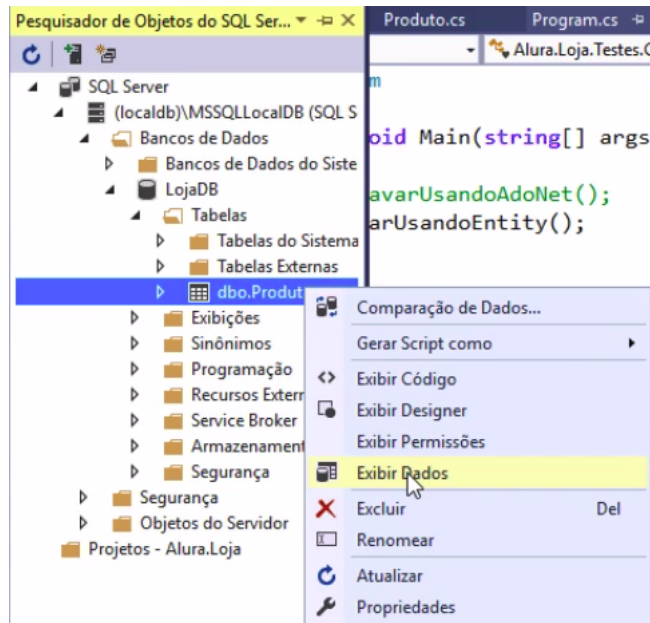 Pesquisador de Objetos do SQL Ser...
Produto.cs
Program.cs
Alura.Loja.Testes.C
SQL Server
(localdb)\MSSQLLocalDB (SQL S
Bancos de Dados
Bancos de Dados do Siste
LojaDB
Tabelas
Tabelas do Sistema
Tabelas Externas
dbo.Produt
Exibições
Sinônimos
Programação
Recursos Extern
Service Broker
Armazenament
Segurança
Segurança
Objetos do Servidor
Projetos - Alura.Loja
m
oid Main(string[] args
avarUsandoAdoNet();
arUsandoEntity();
Comparação de Dados...
Gerar Script como
Exibir Código
Exibir Designer
Exibir Permissões
Exibir Dados
Excluir Del
Renomear
Atualizar
Propriedades